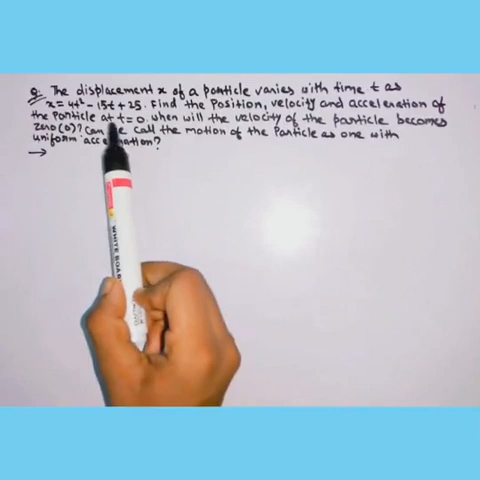 Q. The displacement x of a particle varies with time t as
x = 4t² - 15t + 25. Find the Position, velocity and acceleration of
the Particle at t = 0. When will the velocity of the particle becomes
zero (0)? Can call the motion of the Particle as one with
uniform acceleration?
→
WHITE BOAR